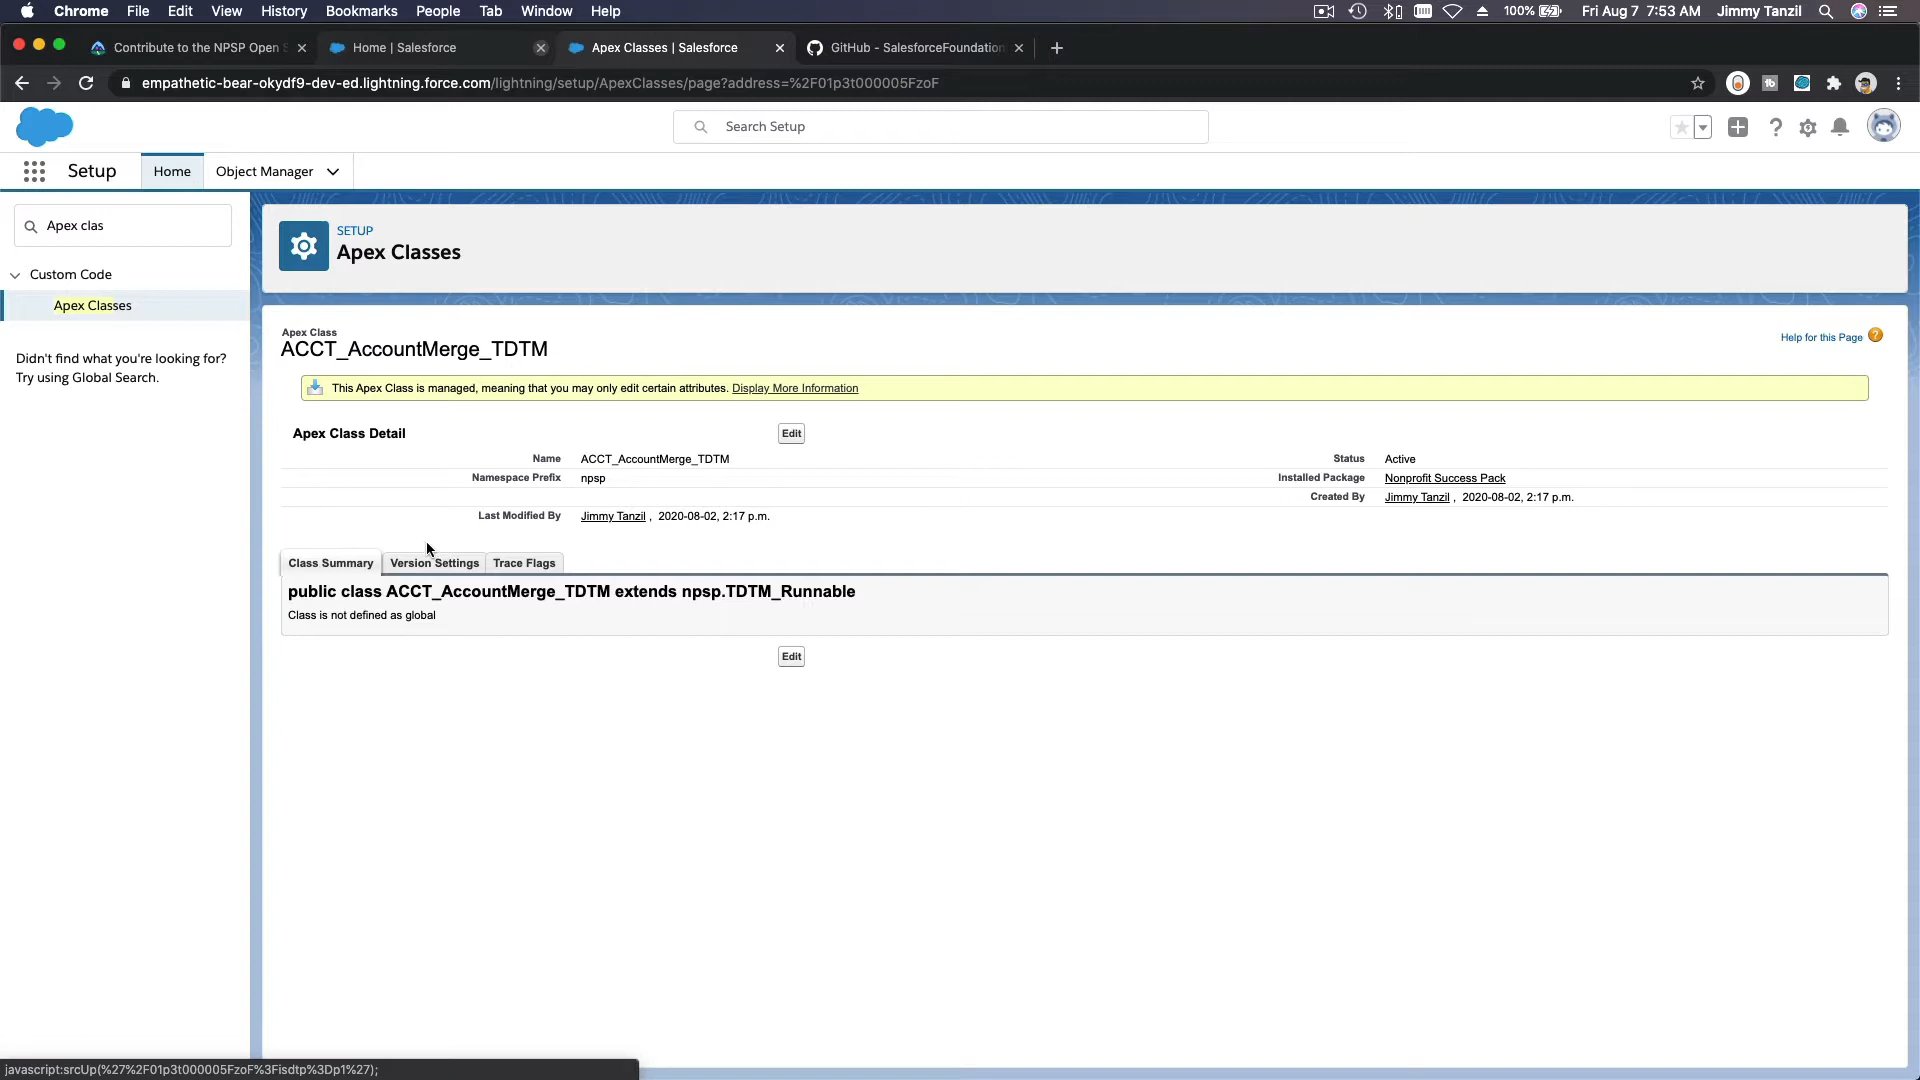 Chrome File Edit View History Bookmarks People Tab Window Help 100% Fri Aug 7 7:53 AM Jimmy Tanzil
Contribute to the NPSP Open S Home | Salesforce Apex Classes | Salesforce GitHub - SalesforceFoundation
empathetic-bear-okydf9-dev-ed.lightning.force.com/lightning/setup/ApexClasses/page?address=%2F01p3t000005FzoF
Search Setup
Setup Home Object Manager
Apex clas
Custom Code
Apex Classes
Didn't find what you're looking for?
Try using Global Search.
SETUP
Apex Classes
Apex Class
ACCT_AccountMerge_TDTM
Help for this Page ?
This Apex Class is managed, meaning that you may only edit certain attributes. Display More Information
Apex Class Detail Edit
Name ACCT_AccountMerge_TDTM Status Active
Namespace Prefix npsp Installed Package Nonprofit Success Pack
Created By Jimmy Tanzil , 2020-08-02, 2:17 p.m.
Last Modified By Jimmy Tanzil , 2020-08-02, 2:17 p.m.
Class Summary Version Settings Trace Flags
public class ACCT_AccountMerge_TDTM extends npsp.TDTM_Runnable
Class is not defined as global
Edit
javascript:srcUp(%27%2F01p3t000005FzoF%3Fisdtp%3Dp1%27);